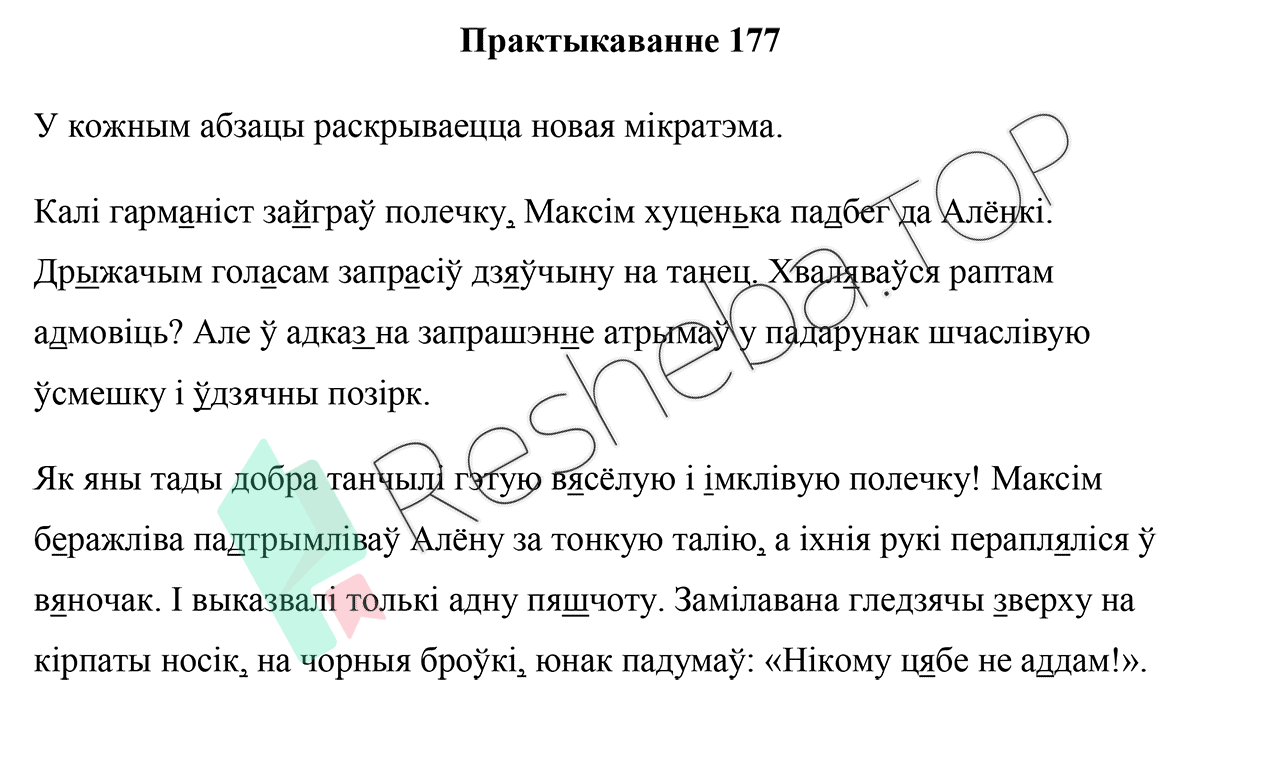 Практыкаванне 177
У кожным абзацы раскрываецца новая мікратэма.
Калі гарманіст зайграў полечку, Максім хуценька падбег да Алёнкі.
Дрыжачым голасам запрасіў дзяўчыну на танец. Хваляваўся раптам
адмовіць? Але ў адказ на запрашэнне атрымаў у падарунак шчаслівую
ўсмешку і ўдзячны позірк.
Як яны тады добра танчылі гэтую вясёлую і імклівую полечку! Максім
беражліва падтрымліваў Алёну за тонкую талію, а іхнія рукі перапляліся ў
вяночак. І выказвалі толькі адну пяшчоту. Замілавана гледзячы зверху на
кірпаты носік, на чорныя броўкі, юнак падумаў: «Нікому цябе не аддам!».
Resheba.TOP